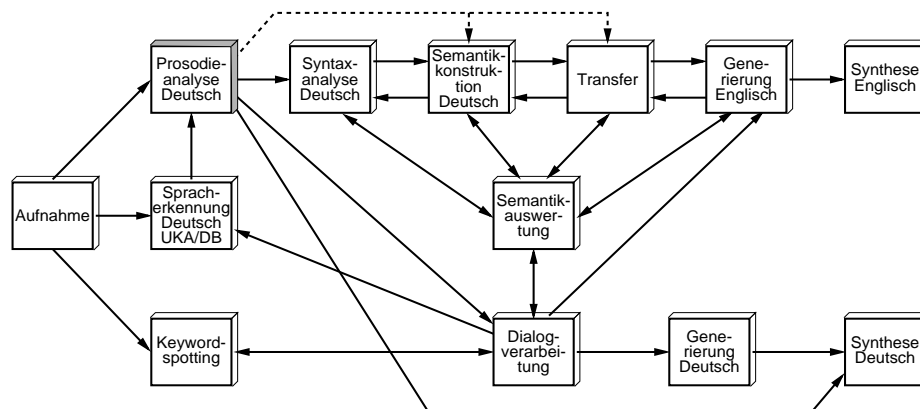 Prosodie-
analyse
Deutsch
Syntax-
analyse
Deutsch
Semantik-
konstruk-
tion
Deutsch
Transfer
Gene-
rierung
Englisch
Synthese
Englisch
Aufnahme
Sprach-
erkennung
Deutsch
UKA/DB
Semantik-
auswer-
tung
Keyword-
spotting
Dialog-
verarbei-
tung
Gene-
rierung
Deutsch
Synthese
Deutsch